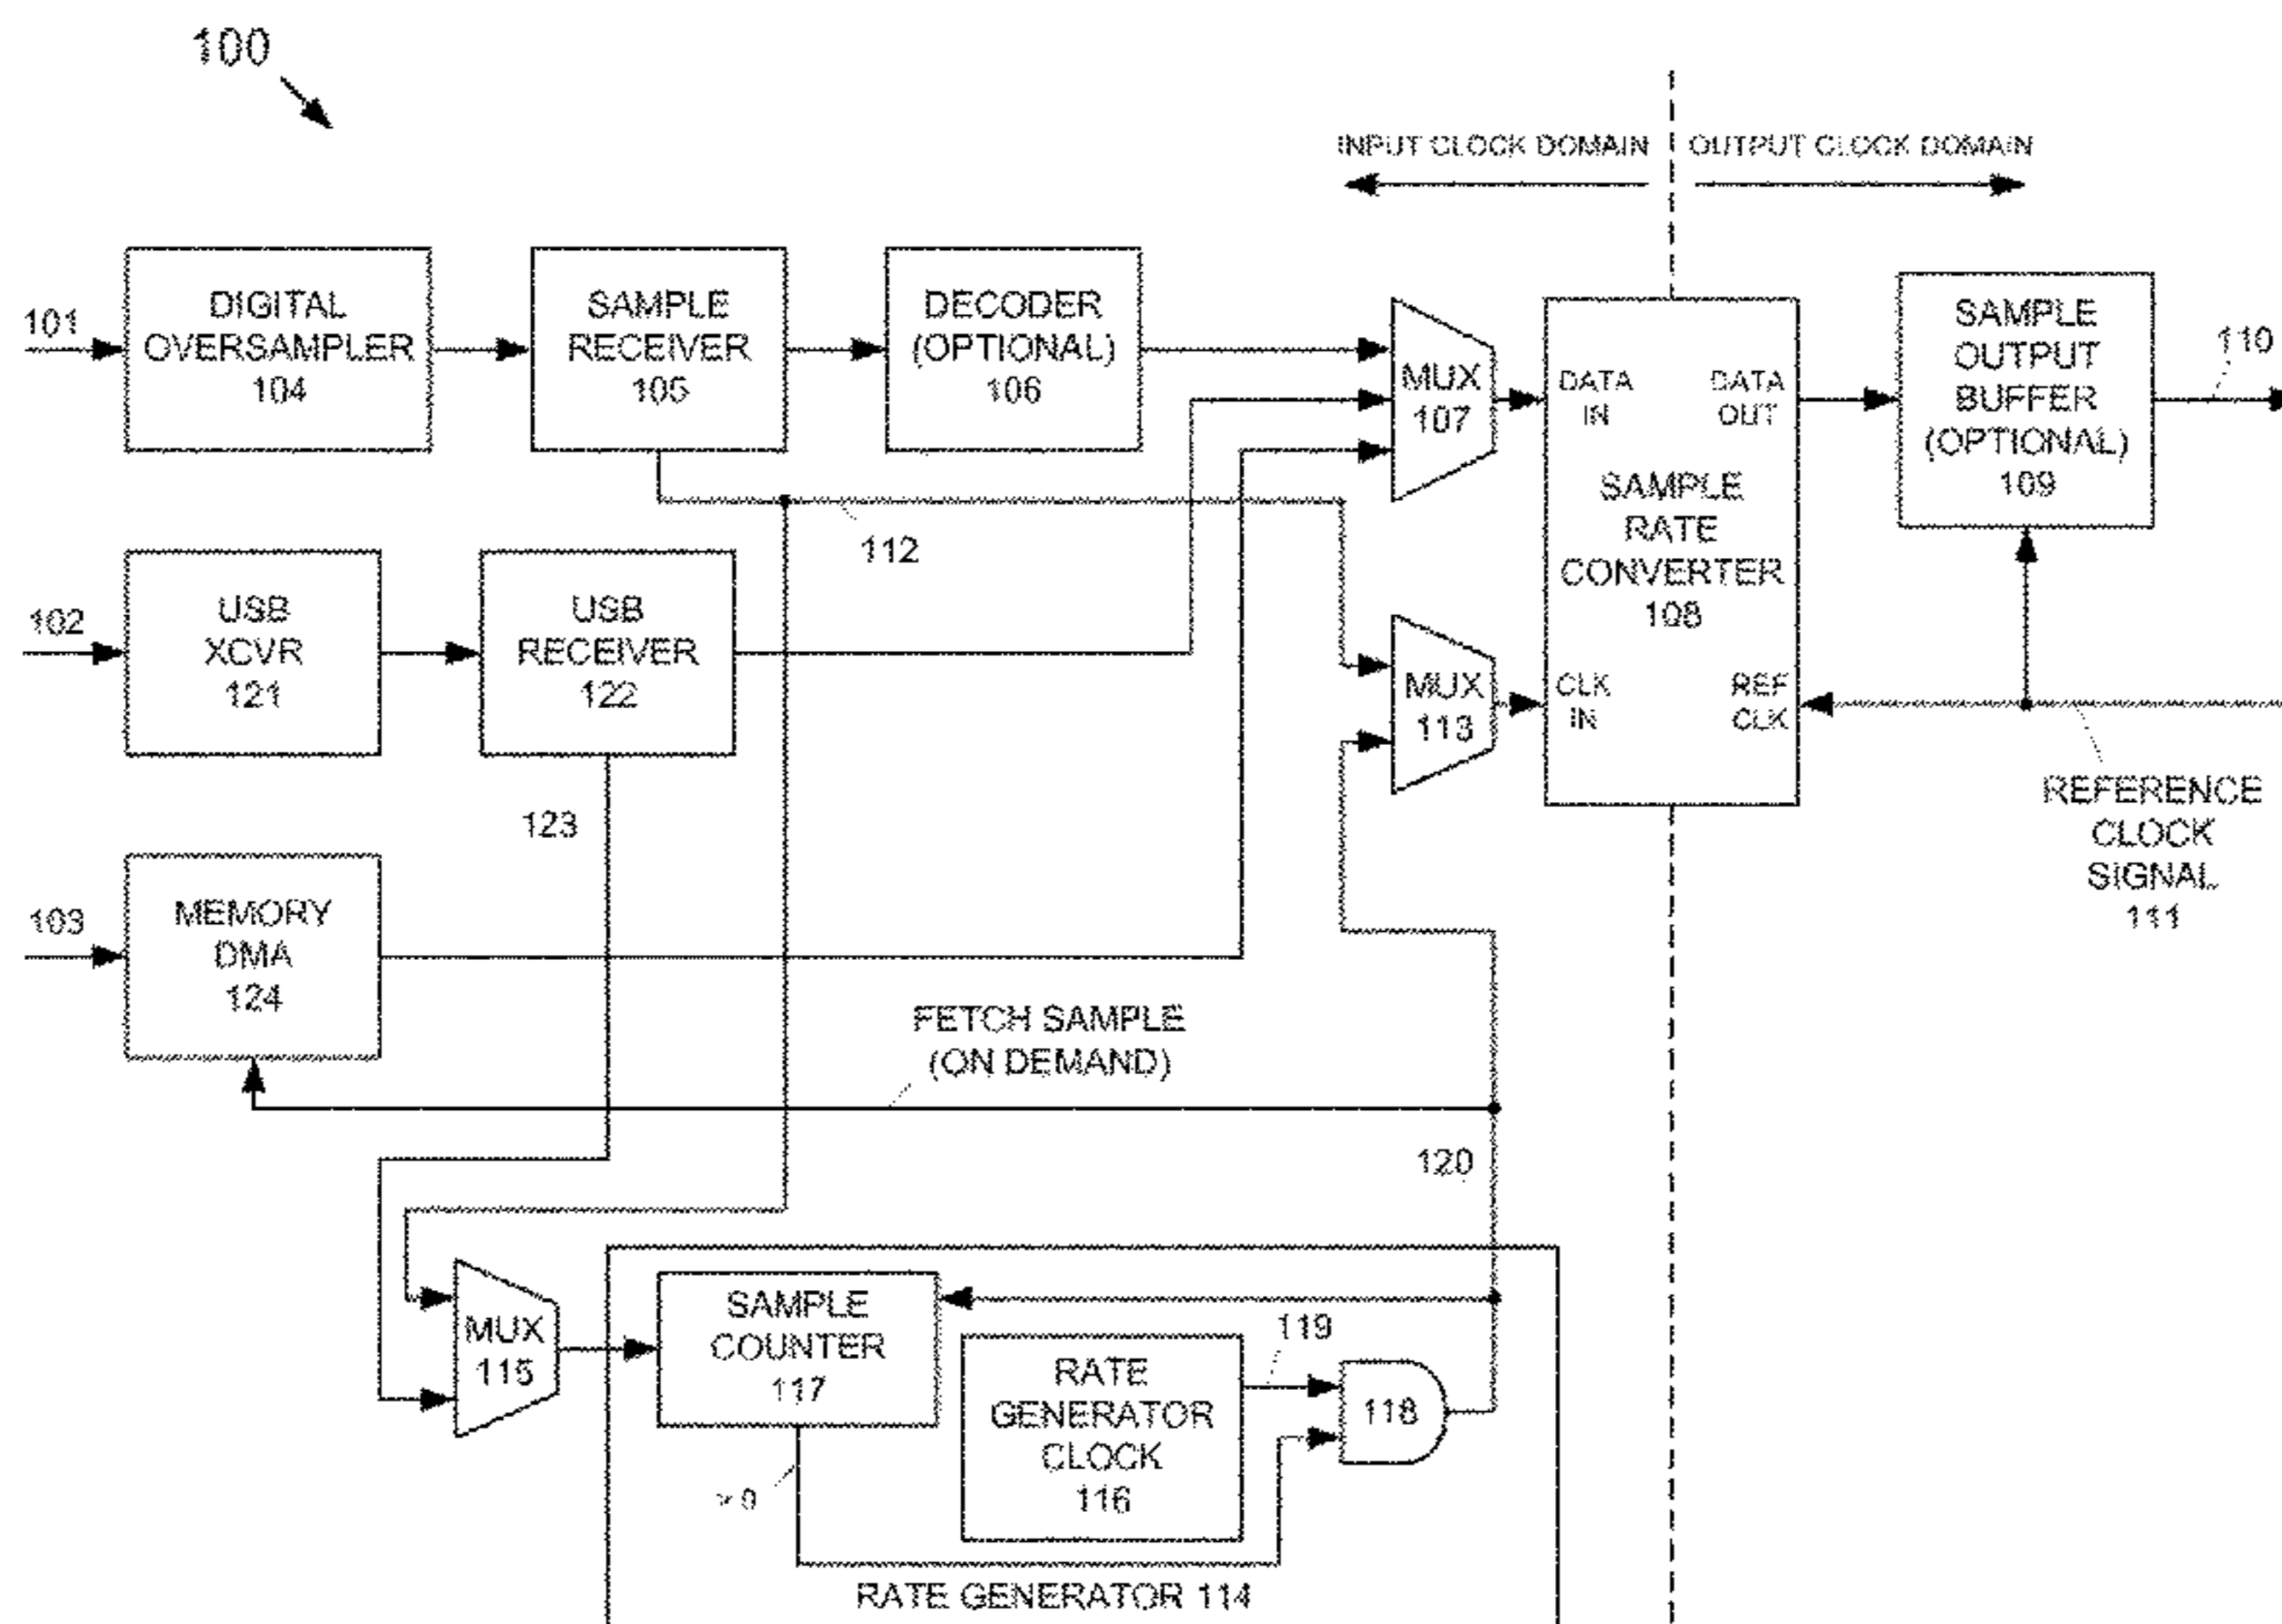 100
INPUT CLOCK DOMAIN
OUTPUT CLOCK DOMAIN
101
DIGITAL
OVERSAMPLER
104
SAMPLE
RECEIVER
105
DECODER
(OPTIONAL)
106
MUX
107
DATA
IN
DATA
OUT
SAMPLE
RATE
CONVERTER
108
CLK
IN
REF
CLK
SAMPLE
OUTPUT
BUFFER
(OPTIONAL)
109
110
112
102
USB
XCVR
121
USB
RECEIVER
122
MUX
113
123
REFERENCE
CLOCK
SIGNAL
111
103
MEMORY
DMA
124
FETCH SAMPLE
(ON DEMAND)
120
MUX
115
SAMPLE
COUNTER
117
119
RATE
GENERATOR
CLOCK
116
118
> 0
RATE GENERATOR 114